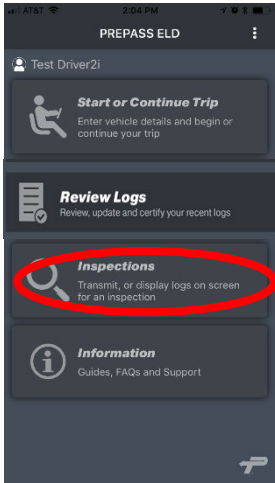 AT&T 2:04 PM
PREPASS ELD
Test Driver2i
Start or Continue Trip
Enter vehicle details and begin or
continue your trip
Review Logs
Review, update and certify your recent logs
Inspections
Transmit, or display logs on screen
for an inspection
Information
Guides, FAQs and Support